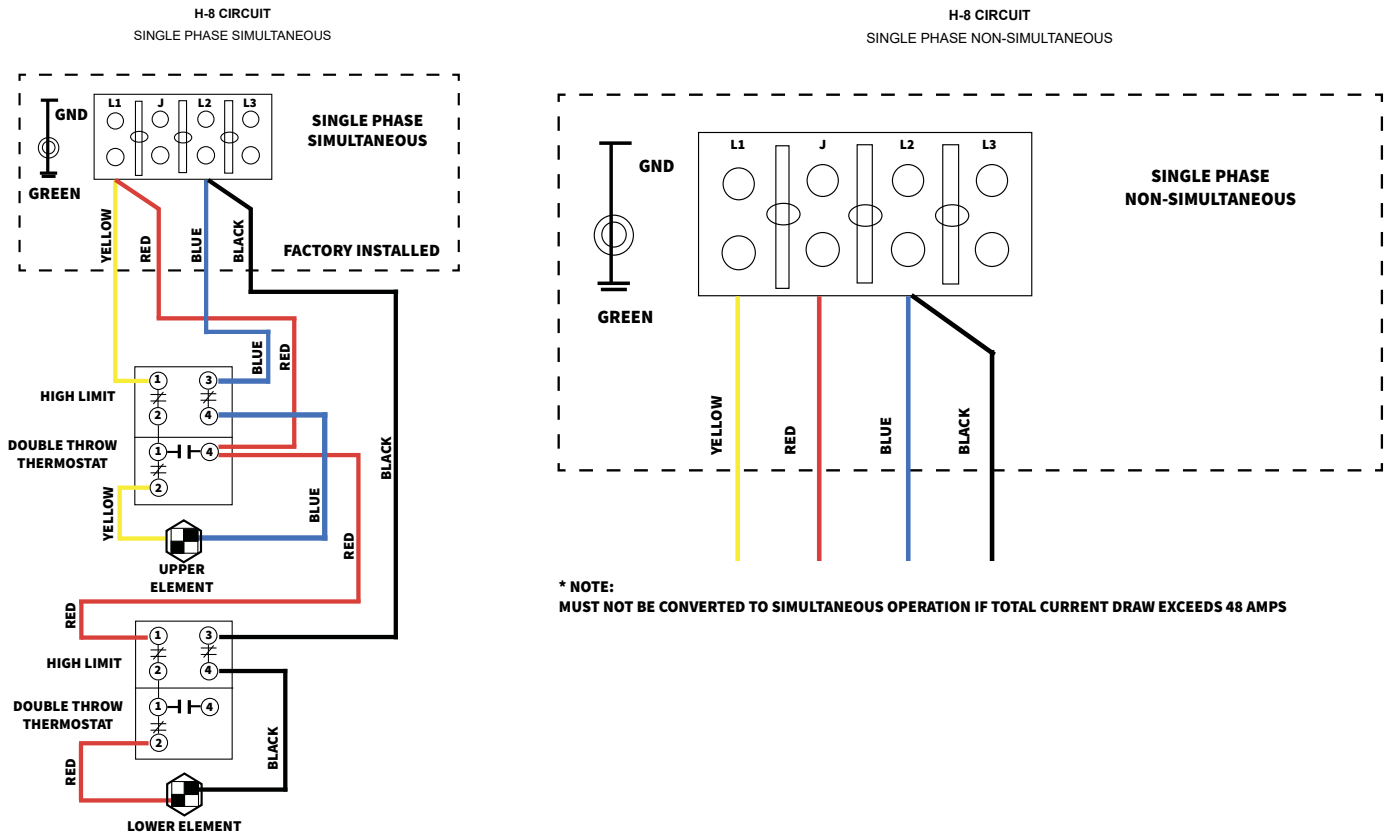 H-8 CIRCUIT
SINGLE PHASE SIMULTANEOUS
L1 J L2 L3
GND
SINGLE PHASE
SIMULTANEOUS
GREEN
YELLOW
RED
BLUE
BLACK
FACTORY INSTALLED
BLUE
RED
HIGH LIMIT
1 3
2 4
DOUBLE THROW
THERMOSTAT
1 4
2
BLACK
YELLOW
BLUE
RED
UPPER
ELEMENT
RED
HIGH LIMIT
1 3
2 4
DOUBLE THROW
THERMOSTAT
1 4
2
RED
BLACK
LOWER ELEMENT
H-8 CIRCUIT
SINGLE PHASE NON-SIMULTANEOUS
L1 J L2 L3
GND
SINGLE PHASE
NON-SIMULTANEOUS
GREEN
YELLOW
RED
BLUE
BLACK
* NOTE:
MUST NOT BE CONVERTED TO SIMULTANEOUS OPERATION IF TOTAL CURRENT DRAW EXCEEDS 48 AMPS